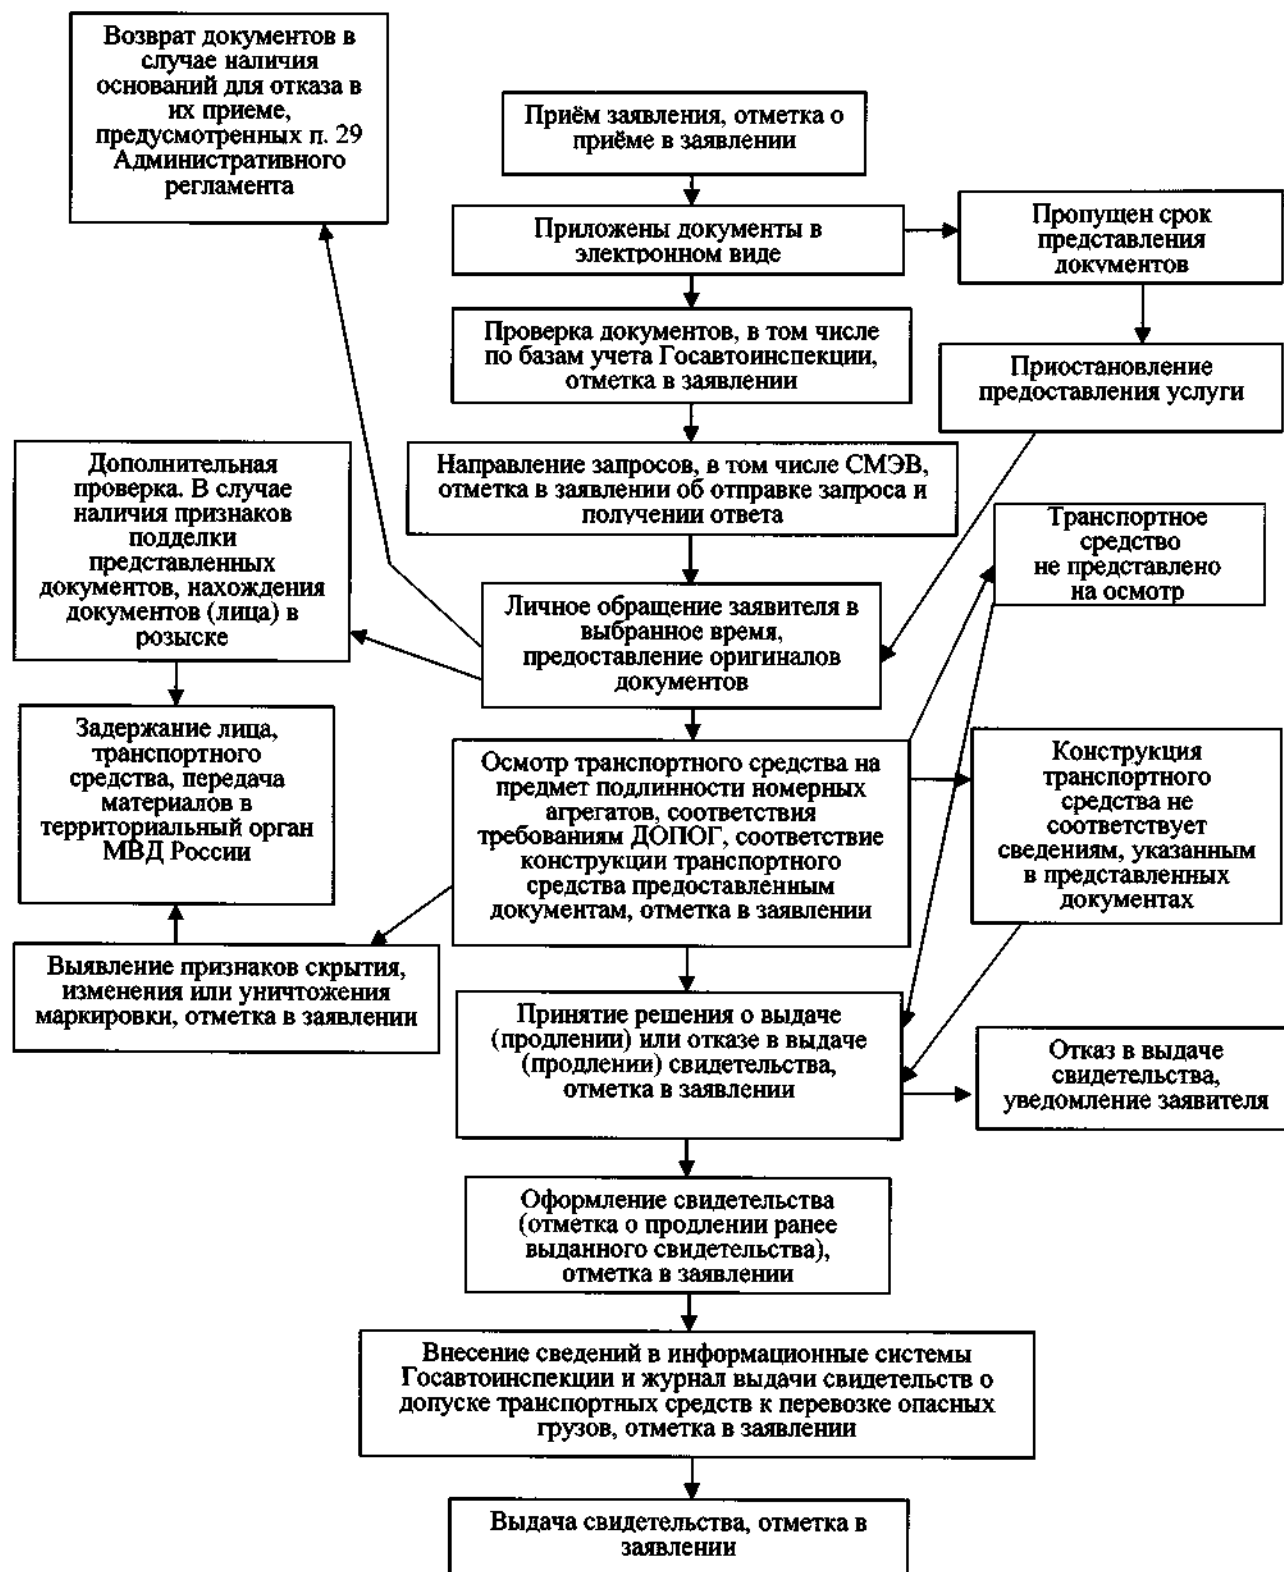 Возврат документов в
случае наличия
оснований для отказа в
их приеме,
предусмотренных п. 29
Административного
регламента
Приём заявления, отметка о
приёме в заявлении
Приложены документы в
электронном виде
Пропущен срок
представления
документов
Проверка документов, в том числе
по базам учета Госавтоинспекции,
отметка в заявлении
Приостановление
предоставления услуги
Дополнительная
проверка. В случае
наличия признаков
подделки
представленных
документов, нахождения
документов (лица) в
розыске
Направление запросов, в том числе СМЭВ,
отметка в заявлении об отправке запроса и
получении ответа
Транспортное
средство
не представлено
на осмотр
Личное обращение заявителя в
выбранное время,
предоставление оригиналов
документов
Задержание лица,
транспортного
средства, передача
материалов в
территориальный орган
МВД России
Осмотр транспортного средства на
предмет подлинности номерных
агрегатов, соответствия
требованиям ДОПОГ, соответствие
конструкции транспортного
средства предоставленным
документам, отметка в заявлении
Конструкция
транспортного
средства не
соответствует
сведениям, указанным
в представленных
документах
Выявление признаков скрытия,
изменения или уничтожения
маркировки, отметка в заявлении
Принятие решения о выдаче
(продлении) или отказе в выдаче
(продлении) свидетельства,
отметка в заявлении
Отказ в выдаче
свидетельства,
уведомление заявителя
Оформление свидетельства
(отметка о продлении ранее
выданного свидетельства),
отметка в заявлении
Внесение сведений в информационные системы
Госавтоинспекции и журнал выдачи свидетельств о
допуске транспортных средств к перевозке опасных
грузов, отметка в заявлении
Выдача свидетельства, отметка в
заявлении